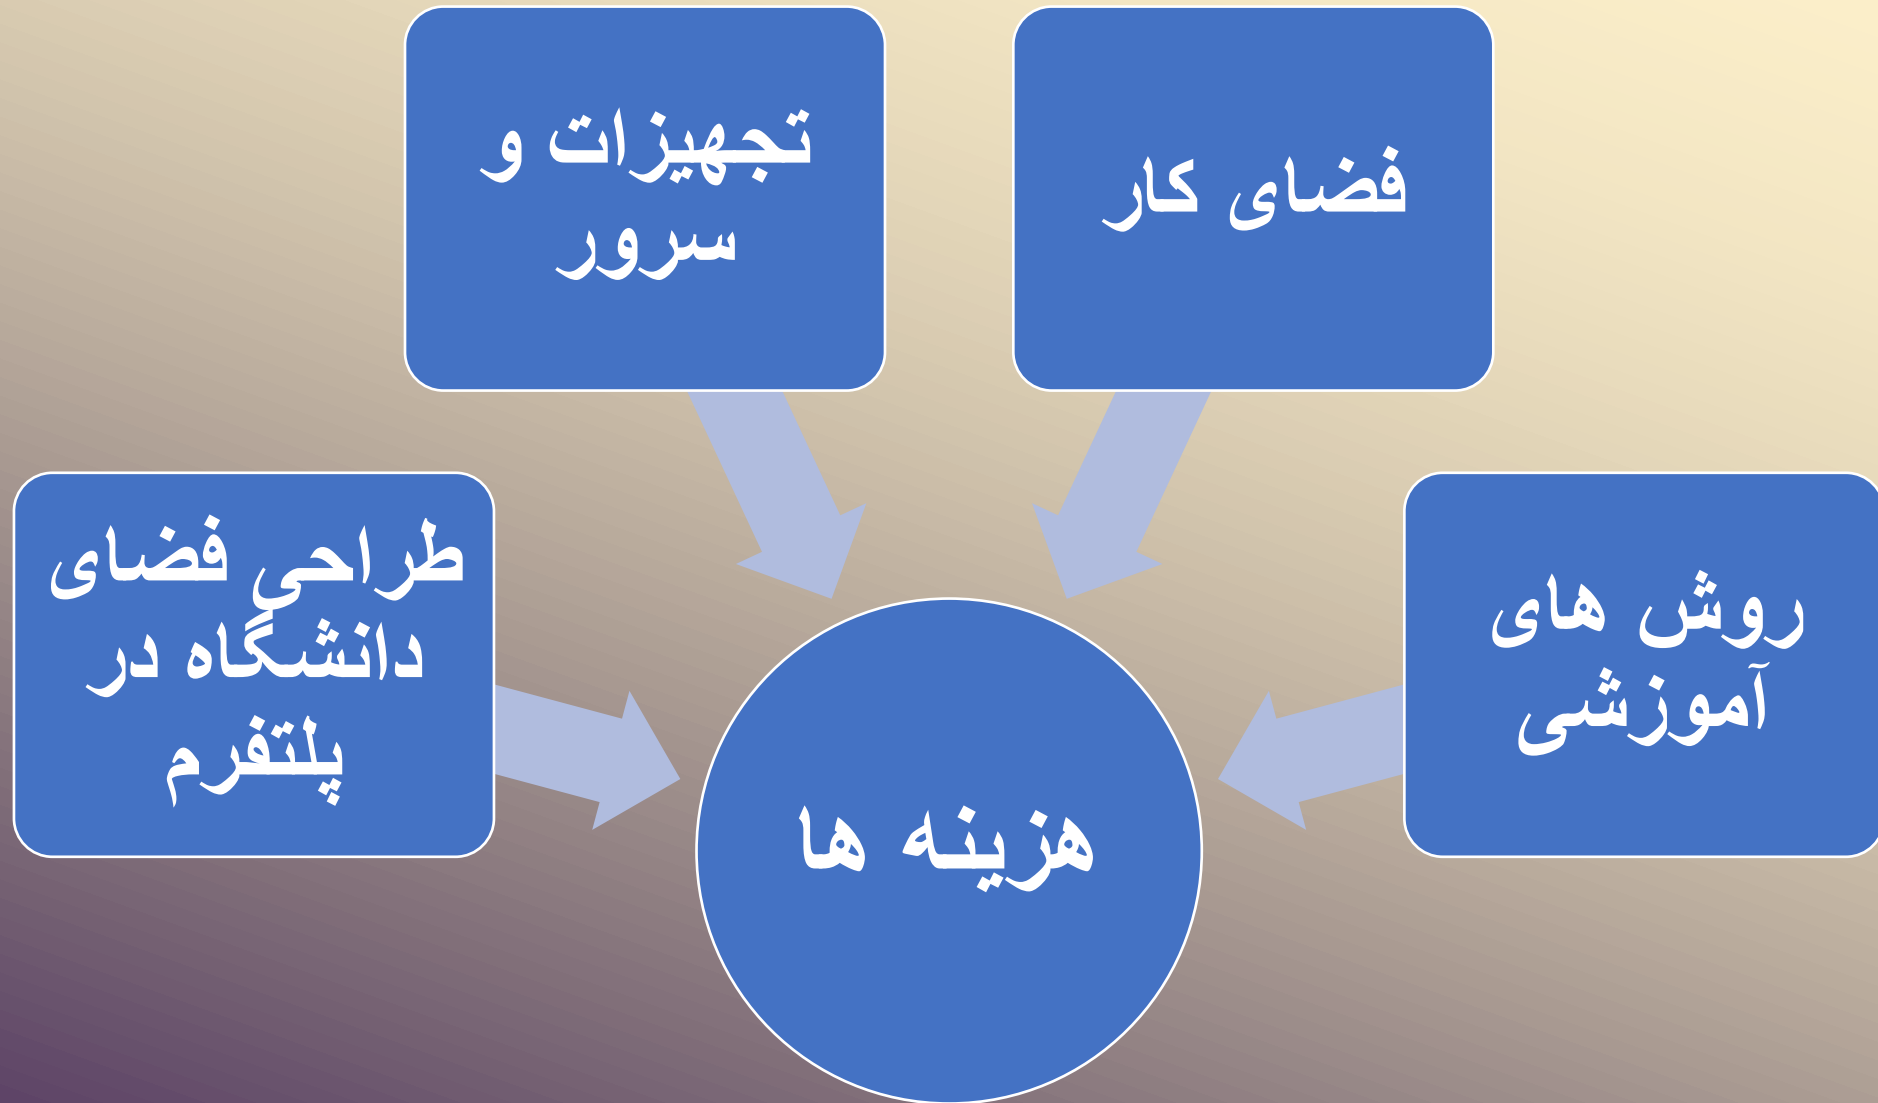 فضای کار
تجهیزات و
سرور
روش های
آموزشی
طراحی فضای
دانشگاه در
پلتفرم
هزینه ها